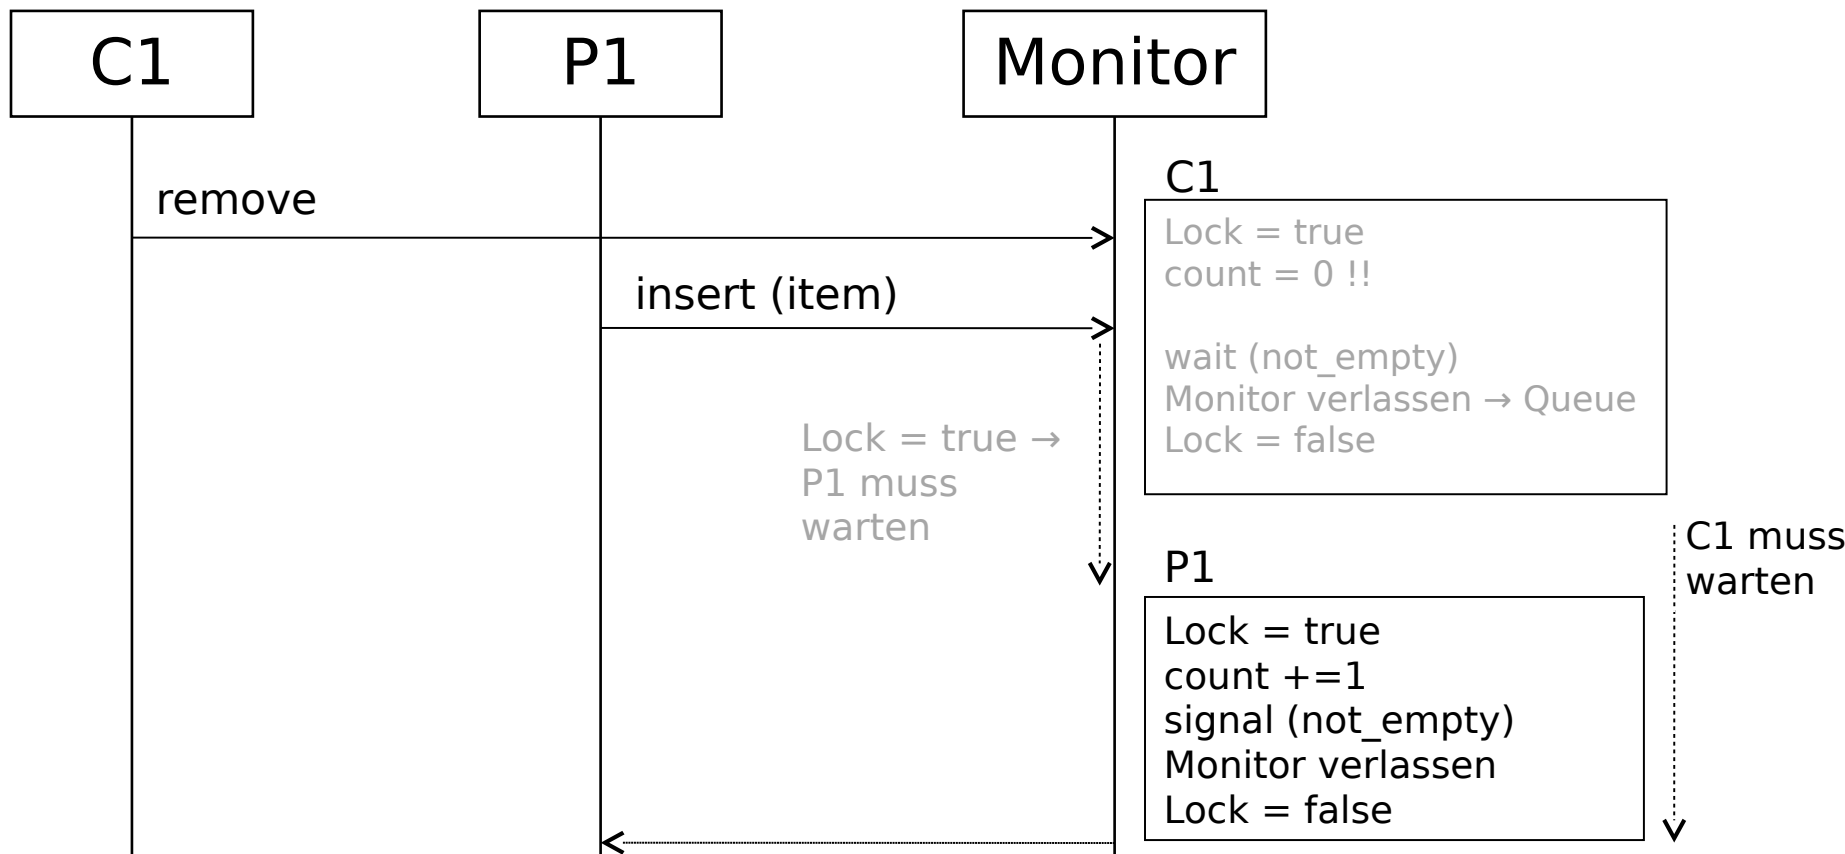 C1
P1
Monitor
C1
remove
Lock = true
count = 0 !!
insert (item)
wait (not_empty)
Monitor verlassen → Queue
Lock = false
Lock = true →
P1 muss
warten
C1 muss
warten
P1
Lock = true
count +=1
signal (not_empty)
Monitor verlassen
Lock = false